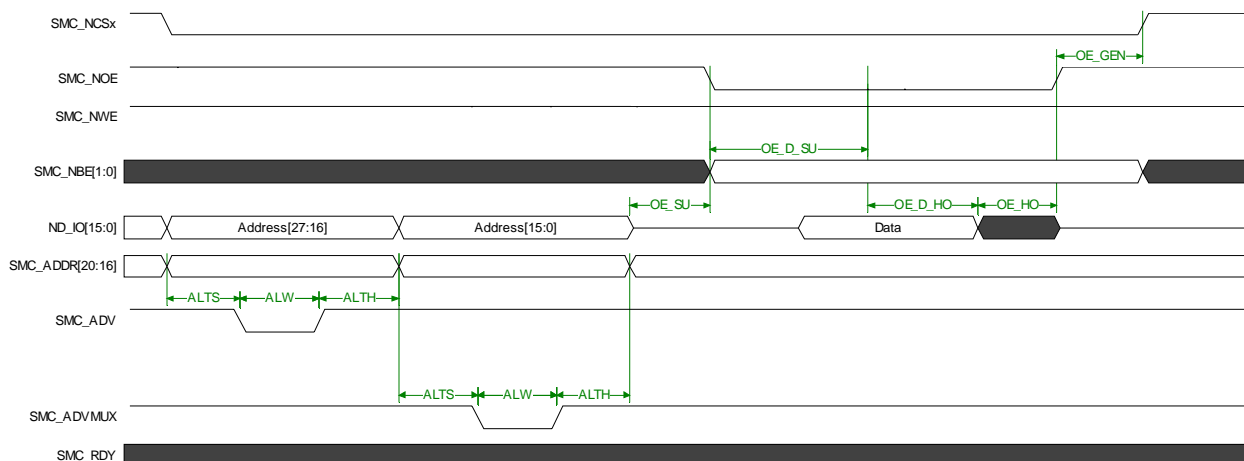 SMC_NCSx
OE_GEN
SMC_NOE
SMC_NWE
OE_D_SU
SMC_NBE[1:0]
OE_SU OE_D_HO OE_HO
ND_IO[15:0] Address[27:16] Address[15:0] Data
SMC_ADDR[20:16]
ALTS ALW ALTH
SMC_ADV
ALTS ALW ALTH
SMC_ADVMUX
SMC_RDY